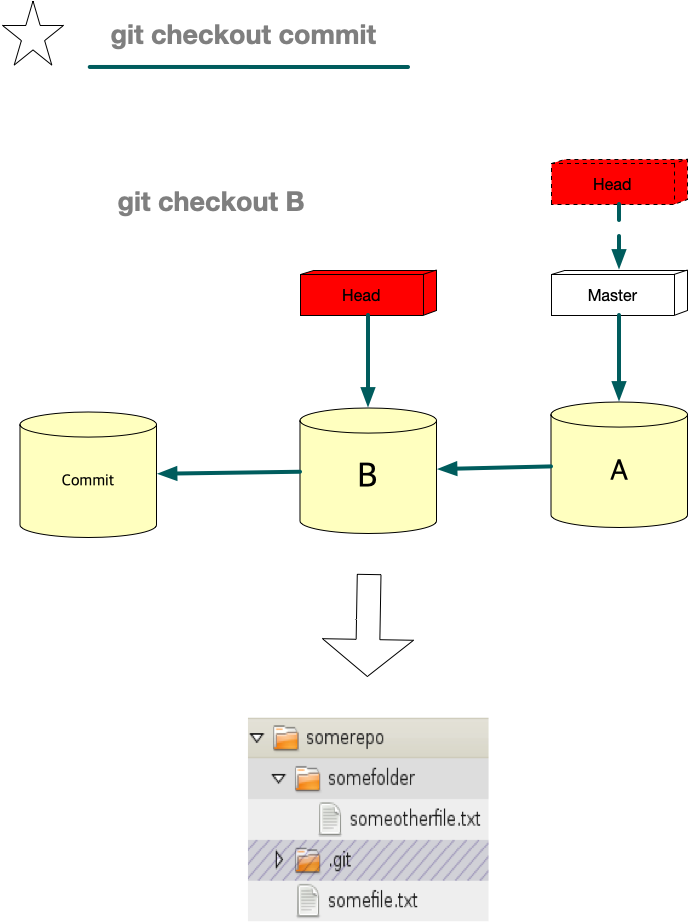 git checkout commit
Head
git checkout B
Head
Master
Commit
B
A
somerepo
somefolder
someotherfile.txt
.git
somefile.txt